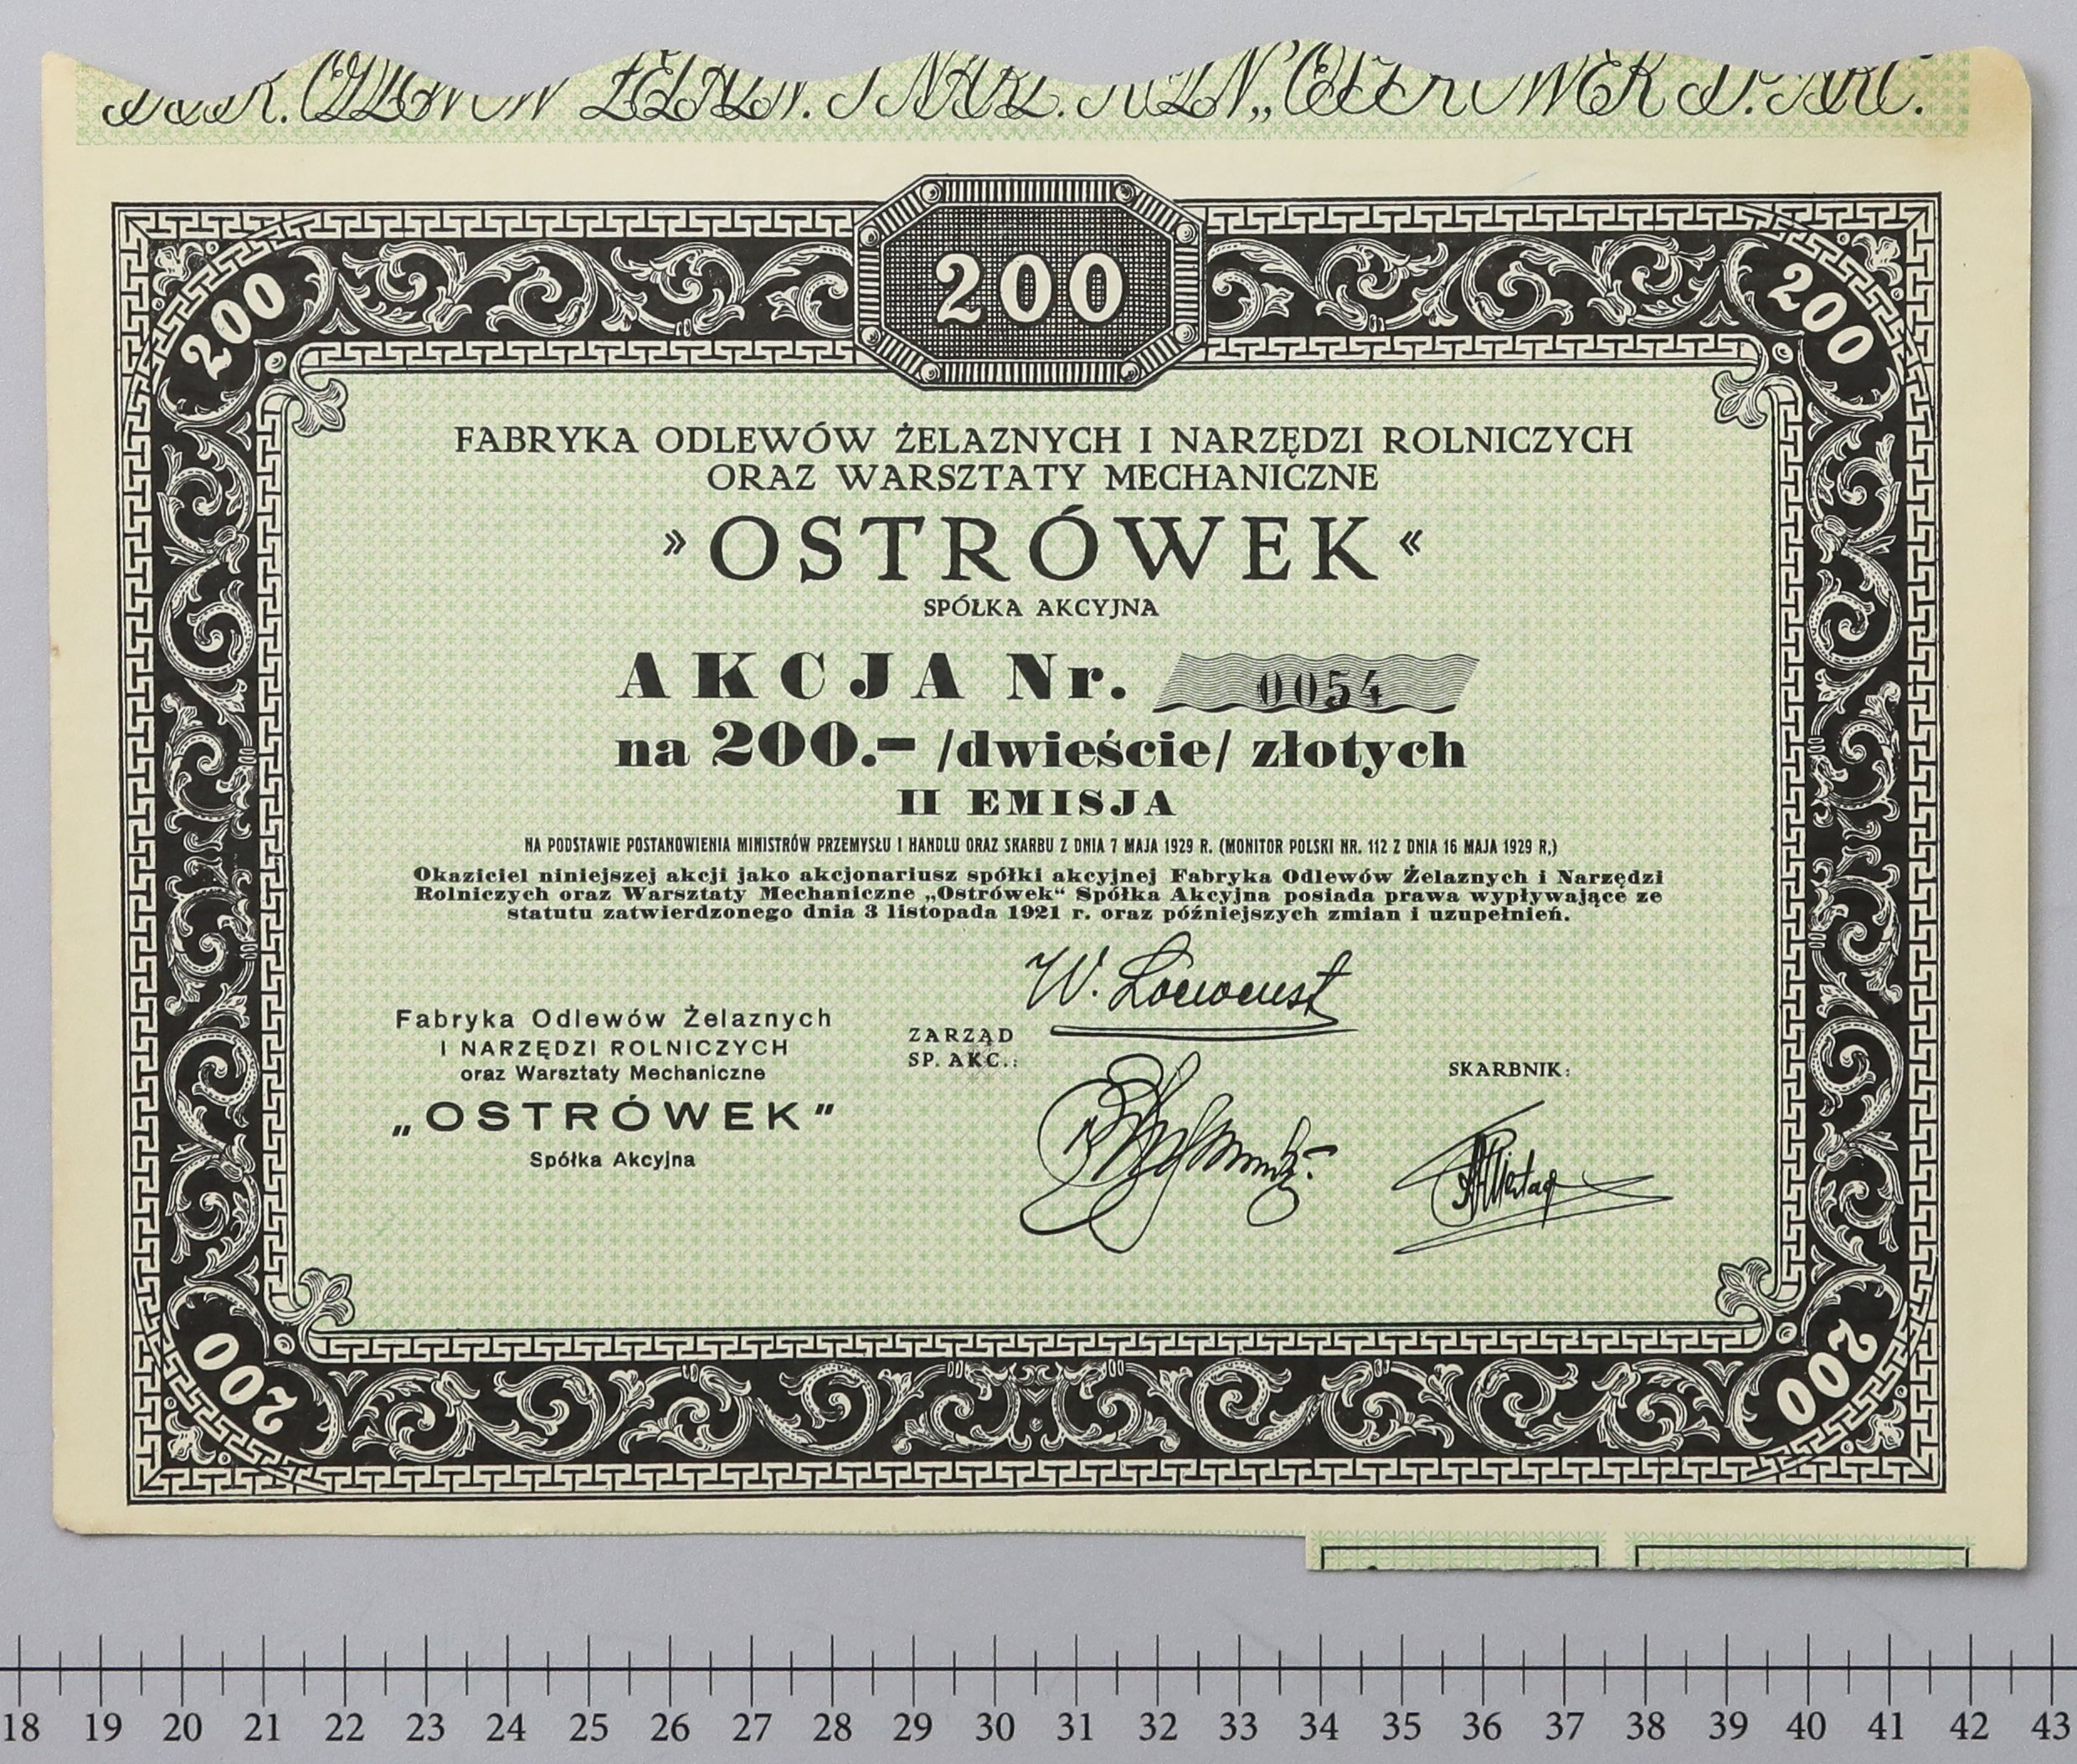 200
200
200
FABRYKA ODLEWÓW ŻELAZNYCH I NARZĘDZI ROLNICZYCH
ORAZ WARSZTATY MECHANICZNE
»OSTRÓWEK«
SPÓŁKA AKCYJNA
AKCJA Nr. 0054
na 200.- /dwieście/ złotych
II EMISJA
NA PODSTAWIE POSTANOWIENIA MINISTRÓW PRZEMYSŁU I HANDLU ORAZ SKARBU Z DNIA 7 MAJA 1929 R. (MONITOR POLSKI NR. 112 Z DNIA 16 MAJA 1929 R.)
Okaziciel niniejszej akcji jako akcjonariusz spółki akcyjnej Fabryka Odlewów Żelaznych i Narzędzi
Rolniczych oraz Warsztaty Mechaniczne „Ostrówek“ Spółka Akcyjna posiada prawa wypływające ze
statutu zatwierdzonego dnia 3 listopada 1921 r. oraz późniejszych zmian i uzupełnień.
Fabryka Odlewów Żelaznych
I NARZĘDZI ROLNICZYCH
oraz Warsztaty Mechaniczne
„OSTRÓWEK"
Spółka Akcyjna
ZARZĄD
SP. AKC.:
W.
SKARBNIK:
200
200
18 19 20 21 22 23 24 25 26 27 28 29 30 31 32 33 34 35 36 37 38 39 40 41 42 43